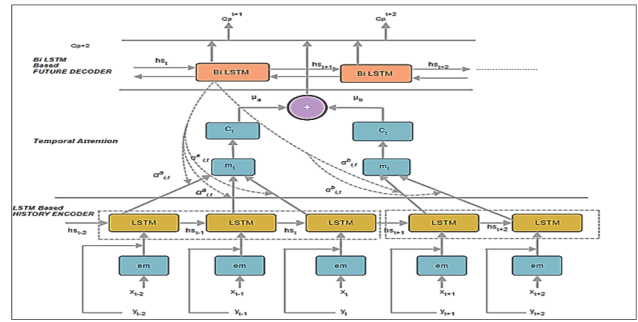 Cp t+1 Cp t+2
Cp+2
BI LSTM
Based
FUTURE DECODER
hs t Bi LSTM hs t+1 Bi LSTM hs t+2
μa + μb
Temporal Attention
Ct Ct
mt mt
α a i,t α e i,t α a i,t α b i,t α b i,t
LSTM Based
HISTORY ENCODER
LSTM LSTM LSTM LSTM LSTM
hs t-2 hs t-1 hs t hs t+1 hs t+2
em em em em em
x t-2 x t-1 x t x t+1 x t+2
y t-2 y t-1 y t y t+1 y t+2